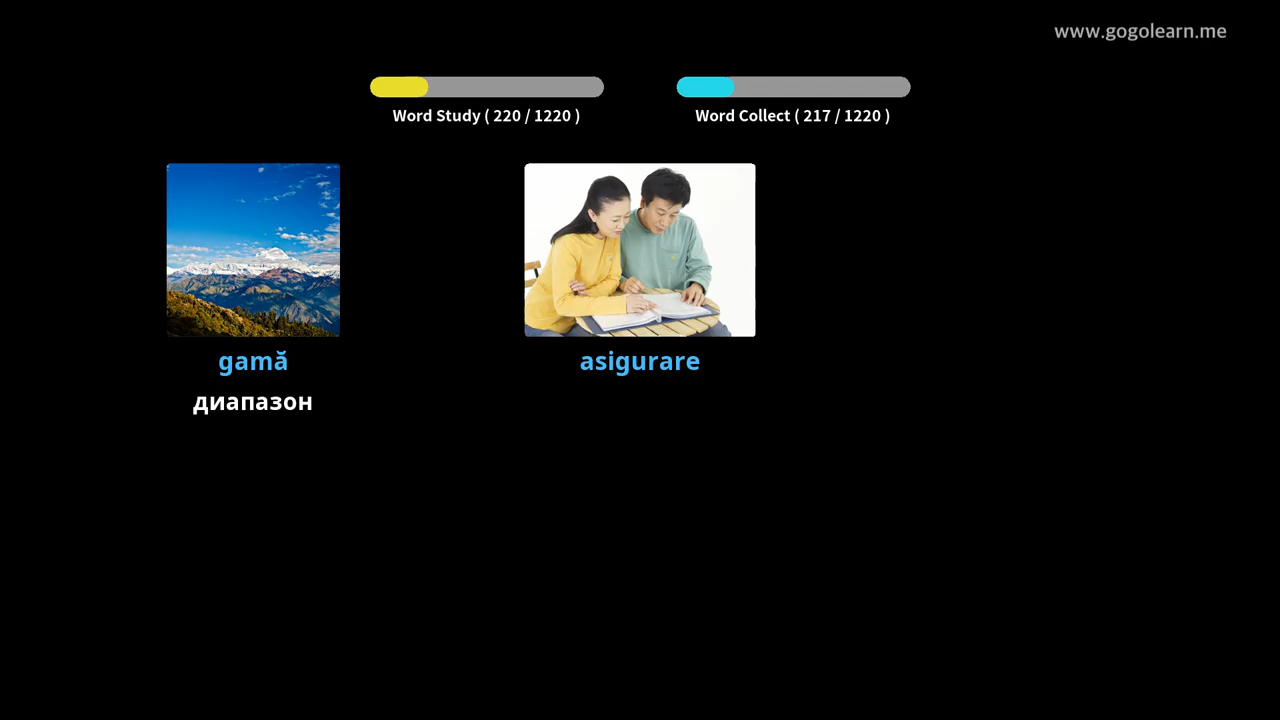 www.gogolearn.me
Word Study ( 220 / 1220 )
Word Collect ( 217 / 1220 )
gamă
asigurare
диапазон